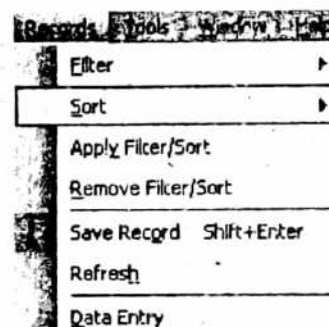 Records Tools Window Help
Filter
Sort
Apply Filter/Sort
Remove Filter/Sort
Save Record Shift+Enter
Refresh
Data Entry